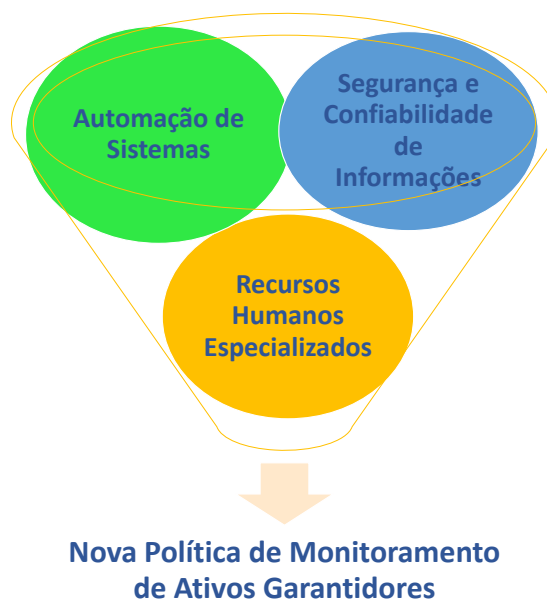 Automação de
Sistemas
Segurança e
Confiabilidade
de
Informações
Recursos
Humanos
Especializados
Nova Política de Monitoramento
de Ativos Garantidores